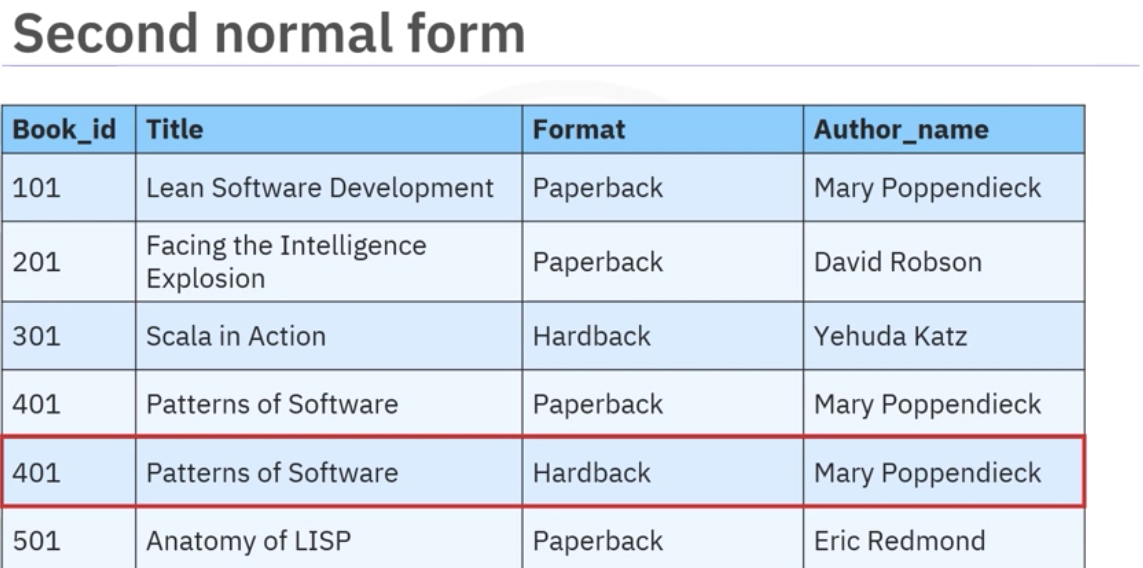 Second normal form
Book_id Title Format Author_name
101 Lean Software Development Paperback Mary Poppendieck
201 Facing the Intelligence Explosion Paperback David Robson
301 Scala in Action Hardback Yehuda Katz
401 Patterns of Software Paperback Mary Poppendieck
401 Patterns of Software Hardback Mary Poppendieck
501 Anatomy of LISP Paperback Eric Redmond